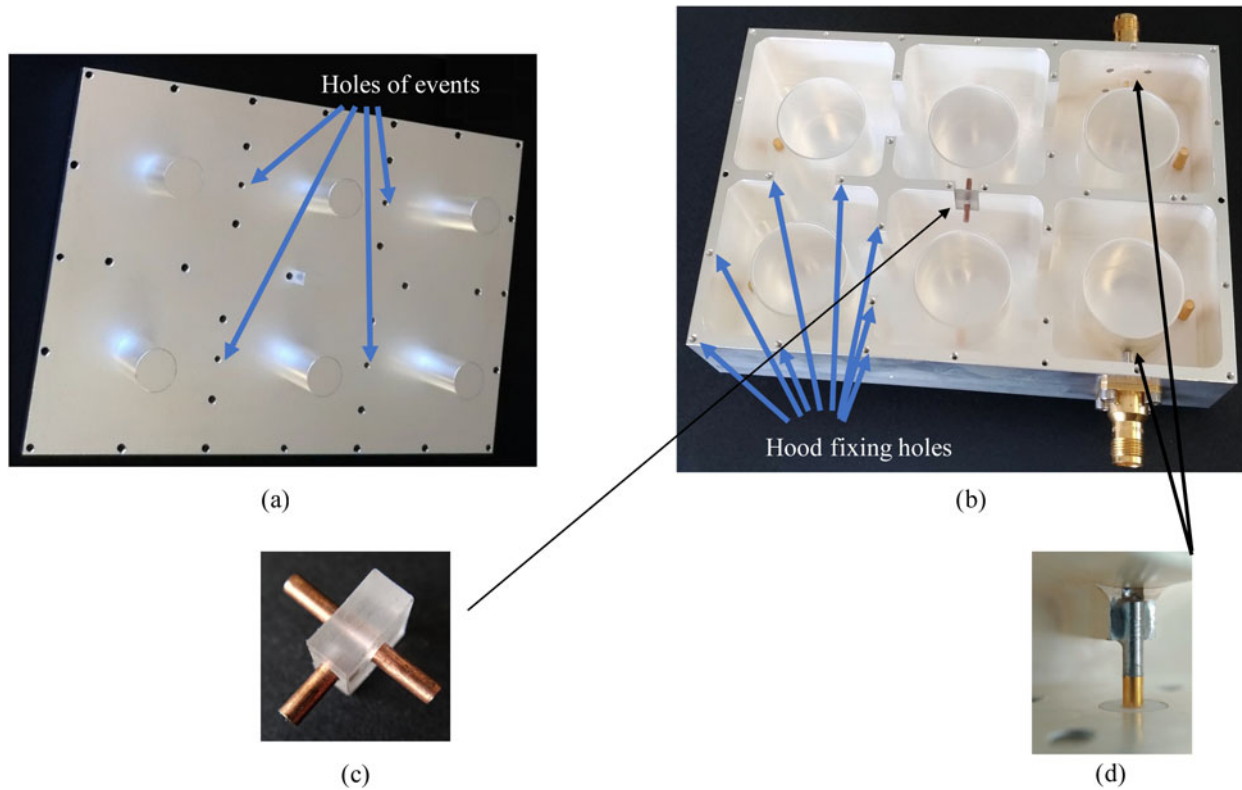 Holes of events
Hood fixing holes
(a)
(b)
(c)
(d)